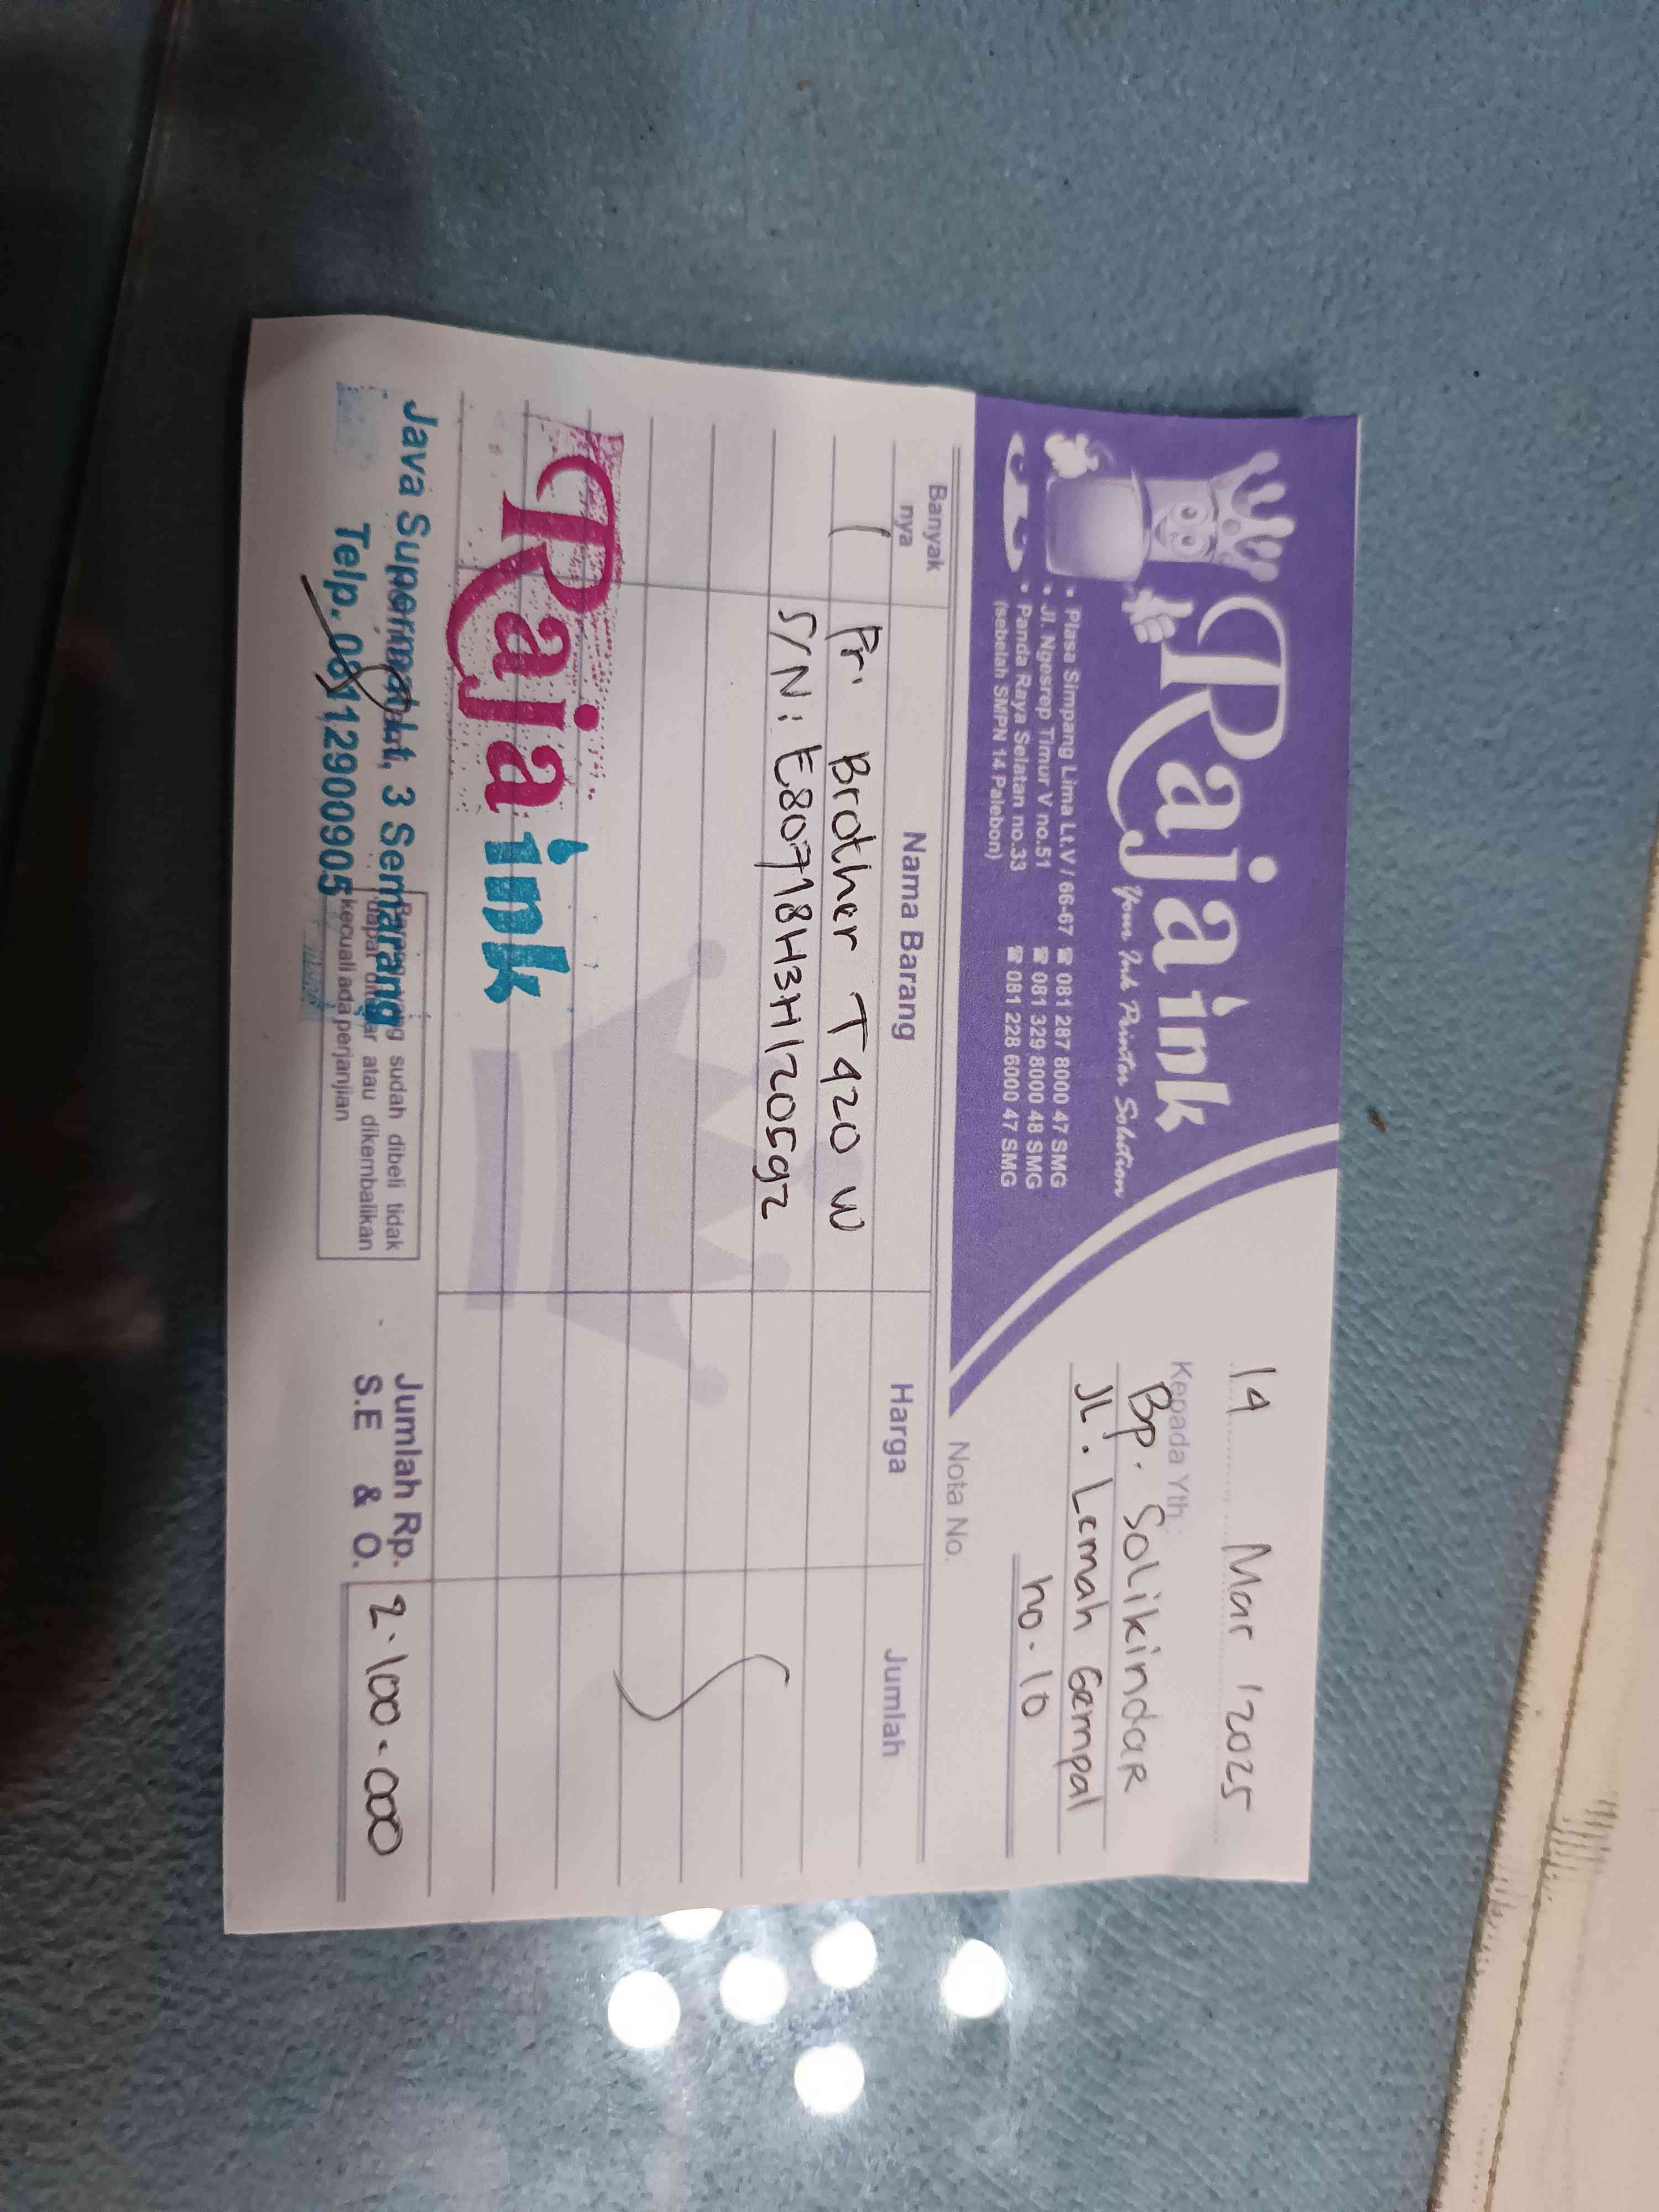 Raja ink
Your Ink Printer Solution
• Plasa Simpang Lima Lt.V / 66-67 ☎ 081 287 8000 47 SMG
• Jl. Ngesrep Timur V no.51 ☎ 081 329 8000 48 SMG
• Panda Raya Selatan no.33 ☎ 081 228 6000 47 SMG
(sebelah SMPN 14 Palebon)
14 Mar 2025
Kepada Yth :
Bp. Solikindar
JL. Lemah Gempal
no. 10
Nota No.
Banyak nya Nama Barang Harga Jumlah
1 Pr. Brother T420 W
S/N : E80718H3H120592
Raja ink
Java Supermall Lt, 3 Semarang
Telp. 08112900905
sudah dibeli tidak
dapat atau dikembalikan
kecuali ada perjanjian
Jumlah Rp. 2.100.000
S.E & O.